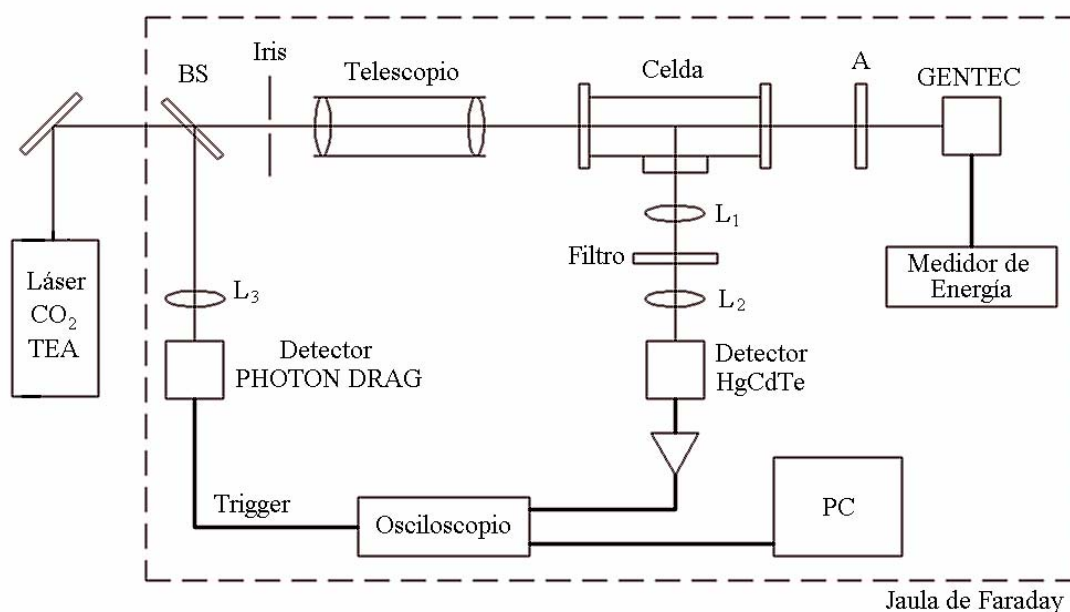 BS
Iris
Telescopio
Celda
A
GENTEC
L₁
Filtro
L₂
Medidor de
Energía
Láser
CO₂
TEA
L₃
Detector
PHOTON DRAG
Detector
HgCdTe
Trigger
Osciloscopio
PC
Jaula de Faraday